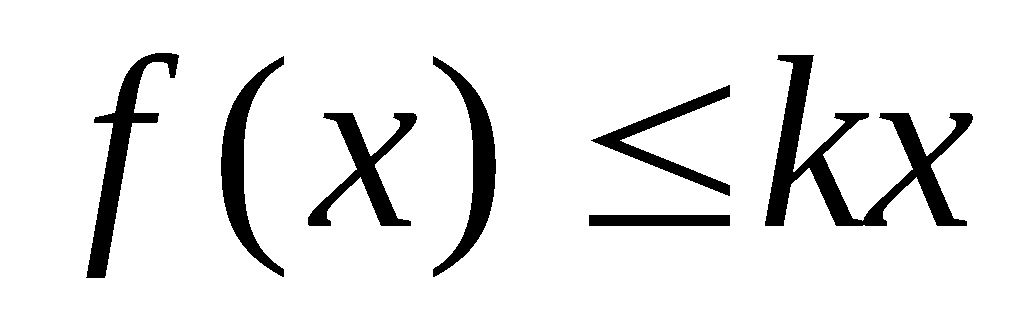 f(x) ≤ kx